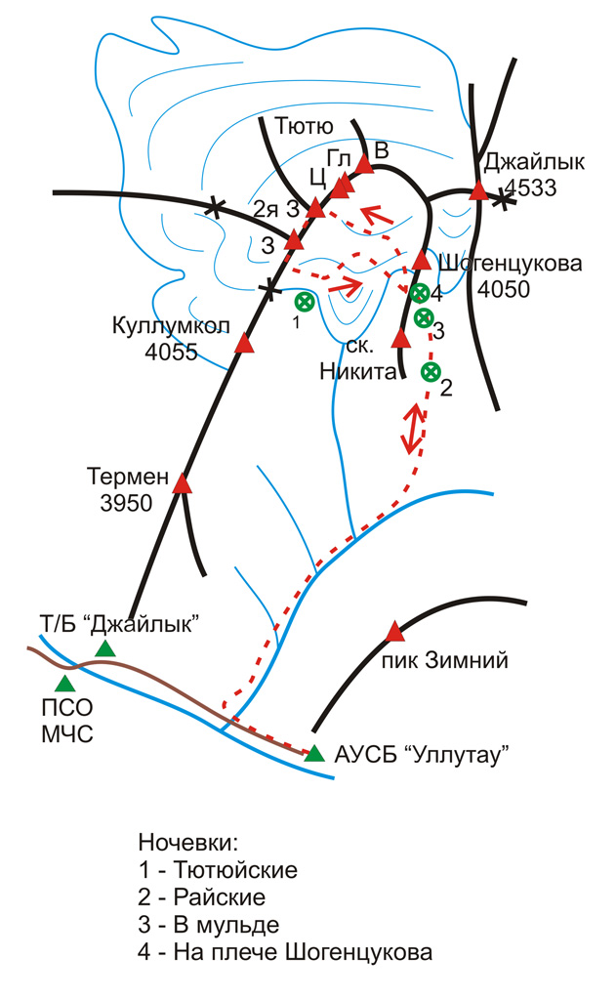 Тютю
В
Гл
Ц
2я З
З
Джайлык
4533
Шогенцукова
4050
4
3
1
2
Куллумкол
4055
ск.
Никита
Термен
3950
Т/Б “Джайлык”
ПСО
МЧС
пик Зимний
АУСБ “Уллутау”
Ночевки:
1 - Тютюйские
2 - Райские
3 - В мульде
4 - На плече Шогенцукова